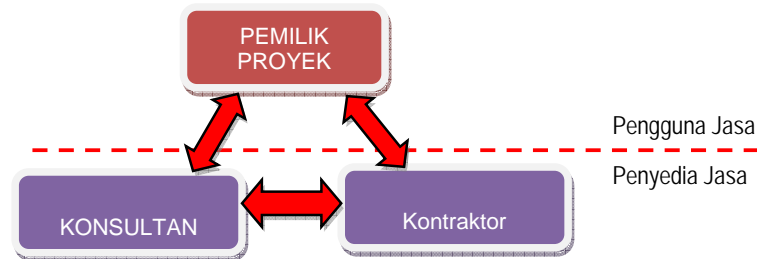 PEMILIK
PROYEK
Pengguna Jasa
Penyedia Jasa
KONSULTAN
Kontraktor